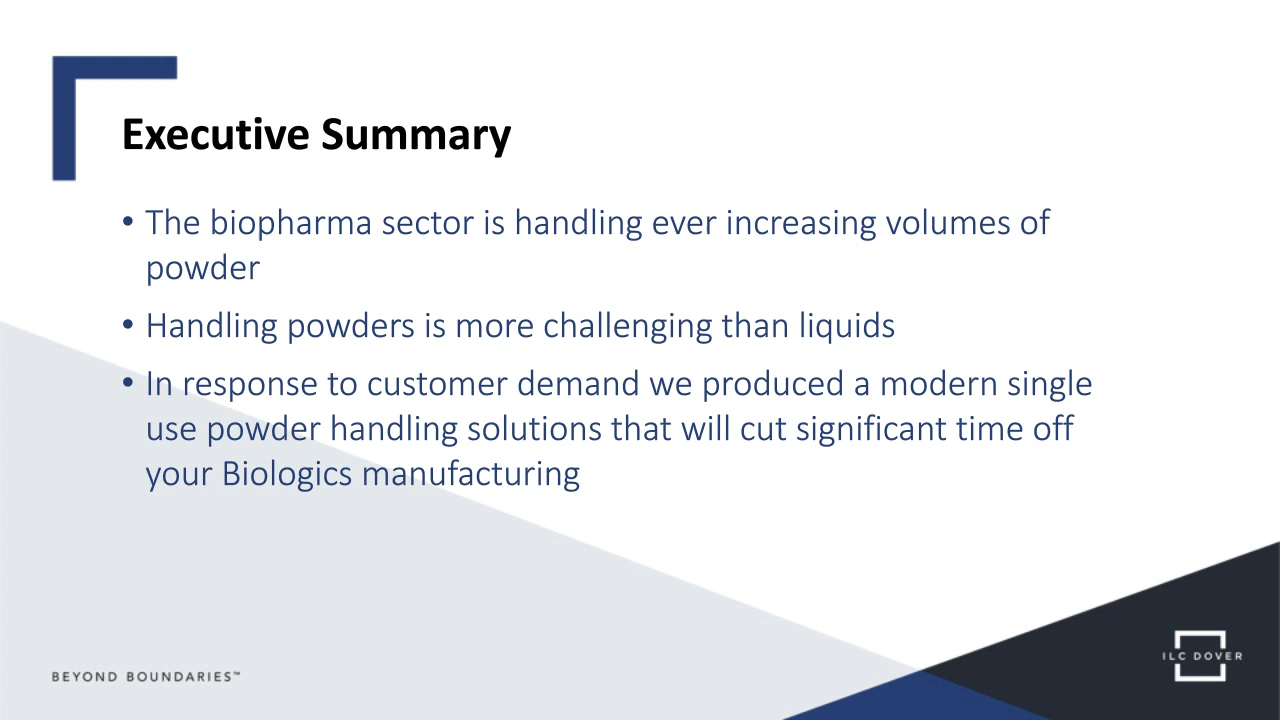 Executive Summary
• The biopharma sector is handling ever increasing volumes of
powder
• Handling powders is more challenging than liquids
• In response to customer demand we produced a modern single
use powder handling solutions that will cut significant time off
your Biologics manufacturing
BEYOND BOUNDARIES™
ILC DOVER